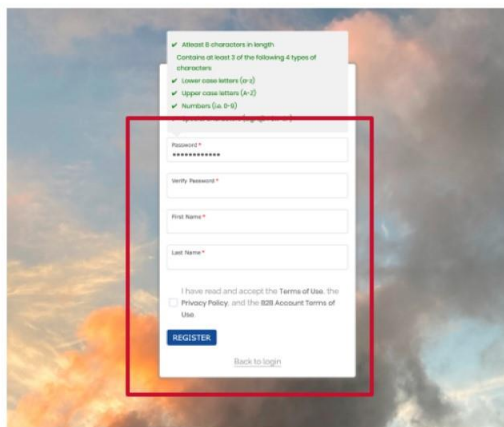 ✔ Atleast 8 characters in length
Contains at least 3 of the following 4 types of
characters
✔ Lower case letters (a-z)
✔ Upper case letters (A-Z)
✔ Numbers (i.e. 0-9)
Password *
************
Verify Password *
First Name *
Last Name *
I have read and accept the Terms of Use, the
Privacy Policy, and the B2B Account Terms of
Use.
REGISTER
Back to login